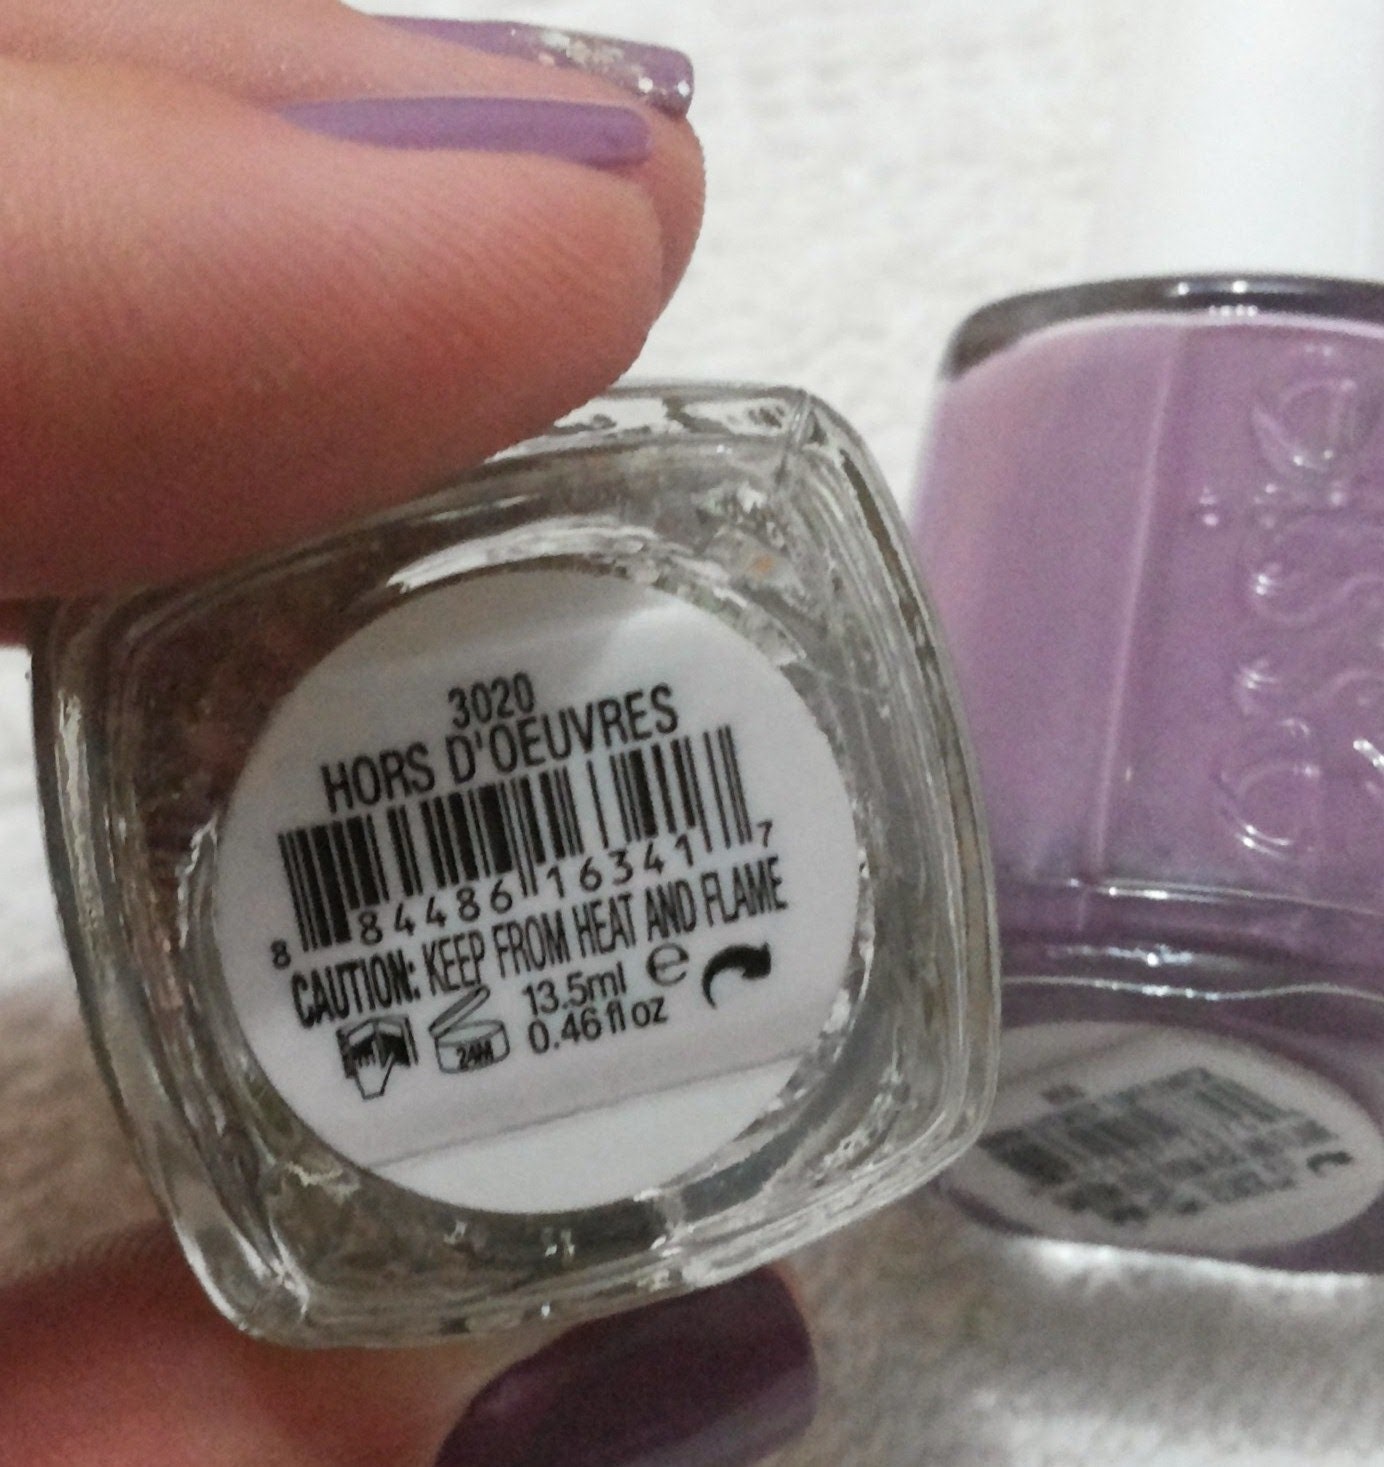 3020
HORS D'OEUVRES
8 84486 16341 7
CAUTION: KEEP FROM HEAT AND FLAME
24M
13.5ml e
0.46 fl oz
essie